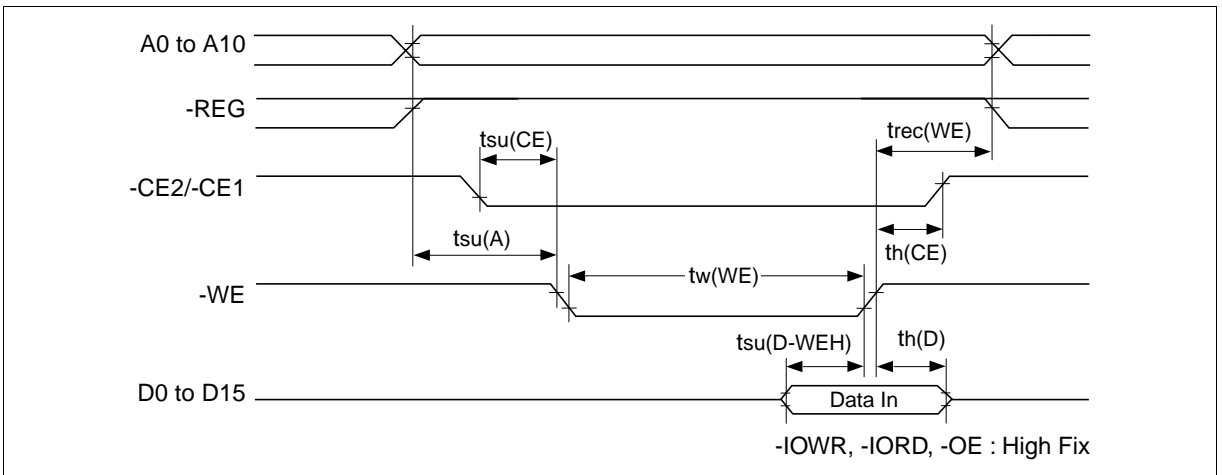 A0 to A10
-REG
tsu(CE)
trec(WE)
-CE2/-CE1
tsu(A)
th(CE)
tw(WE)
-WE
tsu(D-WEH)
th(D)
D0 to D15
Data In
-IOWR, -IORD, -OE : High Fix